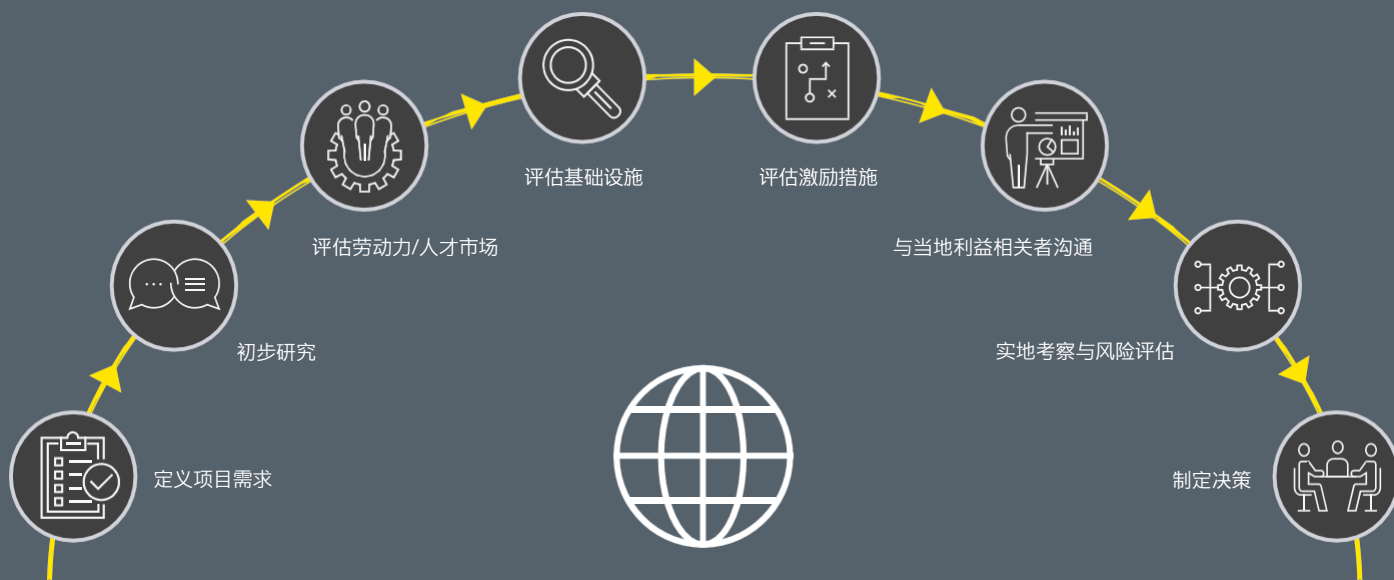 定义项目需求
初步研究
评估劳动力/人才市场
评估基础设施
评估激励措施
与当地利益相关者沟通
实地考察与风险评估
制定决策